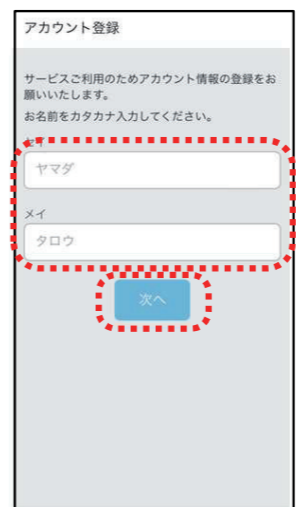 アカウント登録
サービスご利用のためアカウント情報の登録をお
願いいたします。
お名前をカタカナ入力してください。
セイ
ヤマダ
メイ
タロウ
次へ